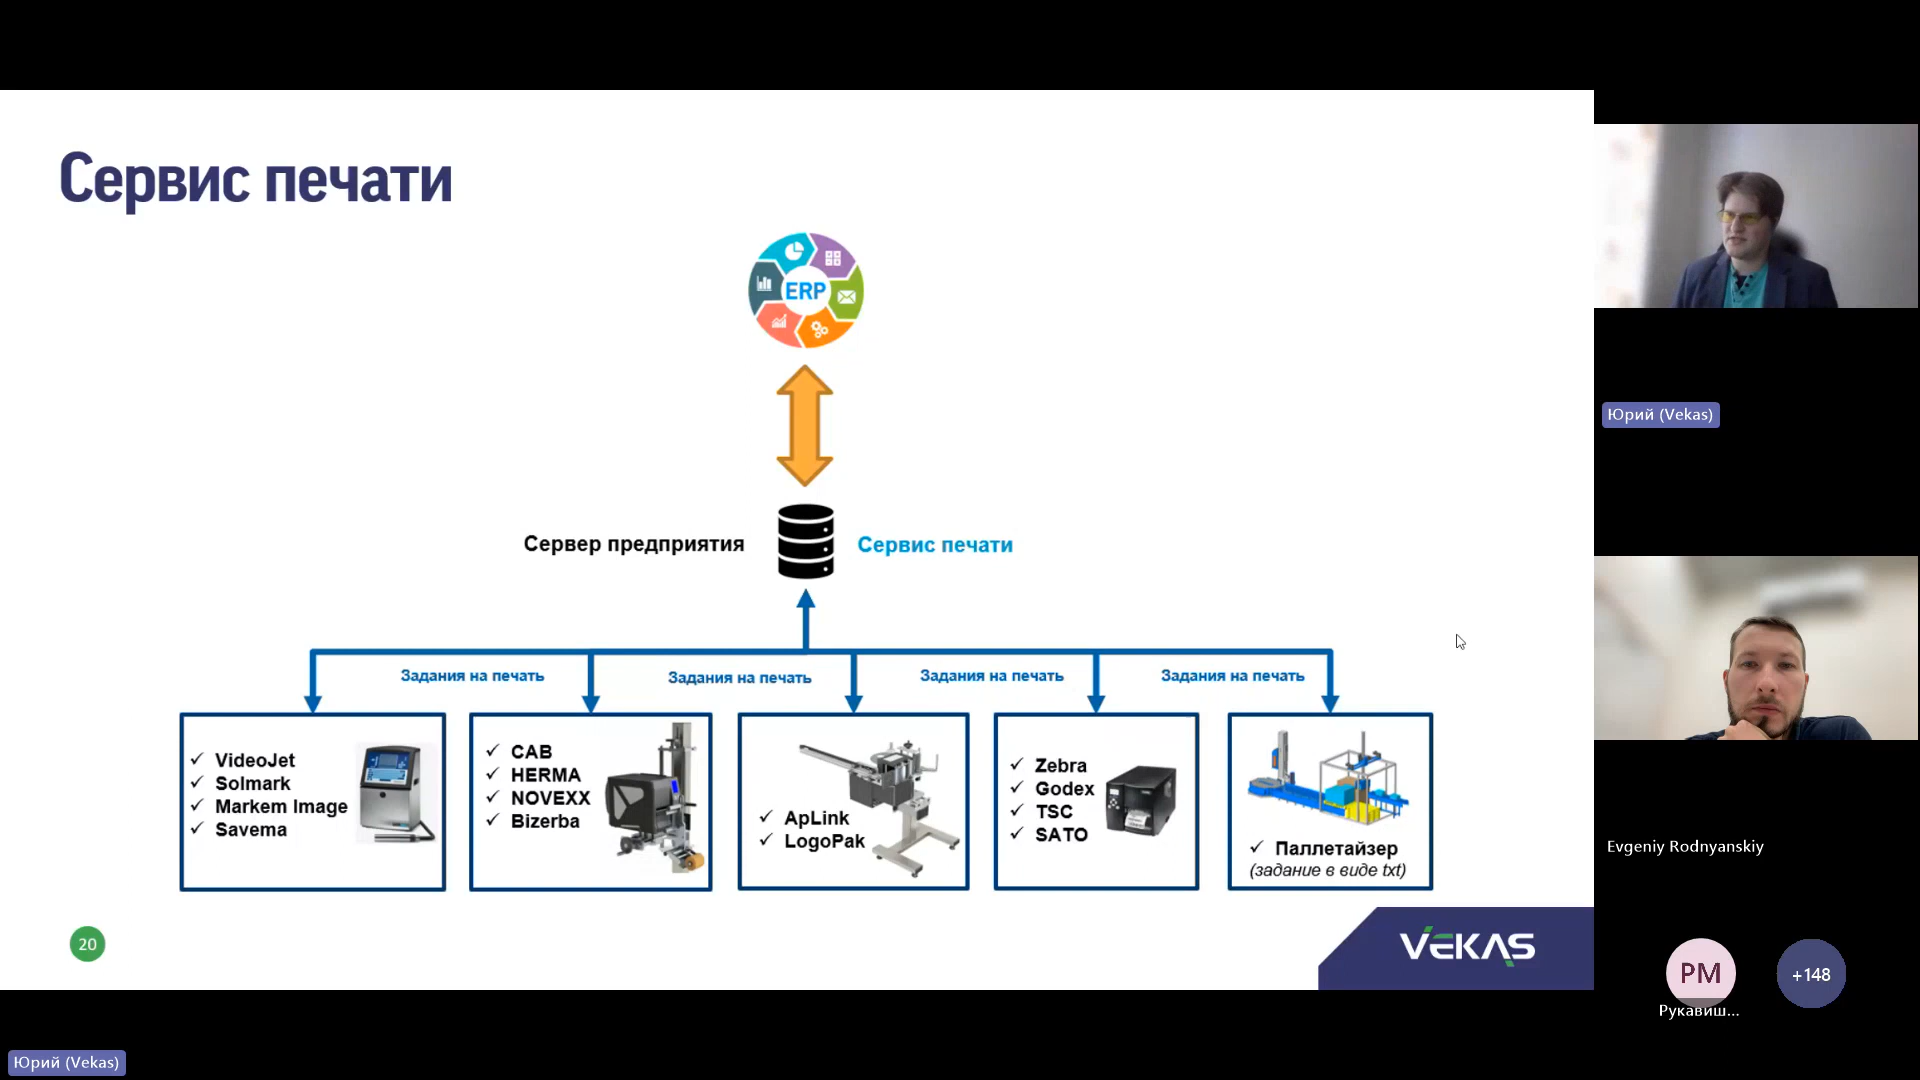 Сервис печати
ERP
Сервер предприятия
Сервис печати
Задания на печать
Задания на печать
Задания на печать
Задания на печать
✓ VideoJet
✓ Solmark
✓ Markem Image
✓ Savema
✓ CAB
✓ HERMA
✓ NOVEXX
✓ Bizerba
✓ ApLink
✓ LogoPak
✓ Zebra
✓ Godex
✓ TSC
✓ SATO
✓ Паллетайзер
(задание в виде txt)
20
VEKAS
Юрий (Vekas)
Evgeniy Rodnyanskiy
РМ
+148
Рукавиш...
Юрий (Vekas)